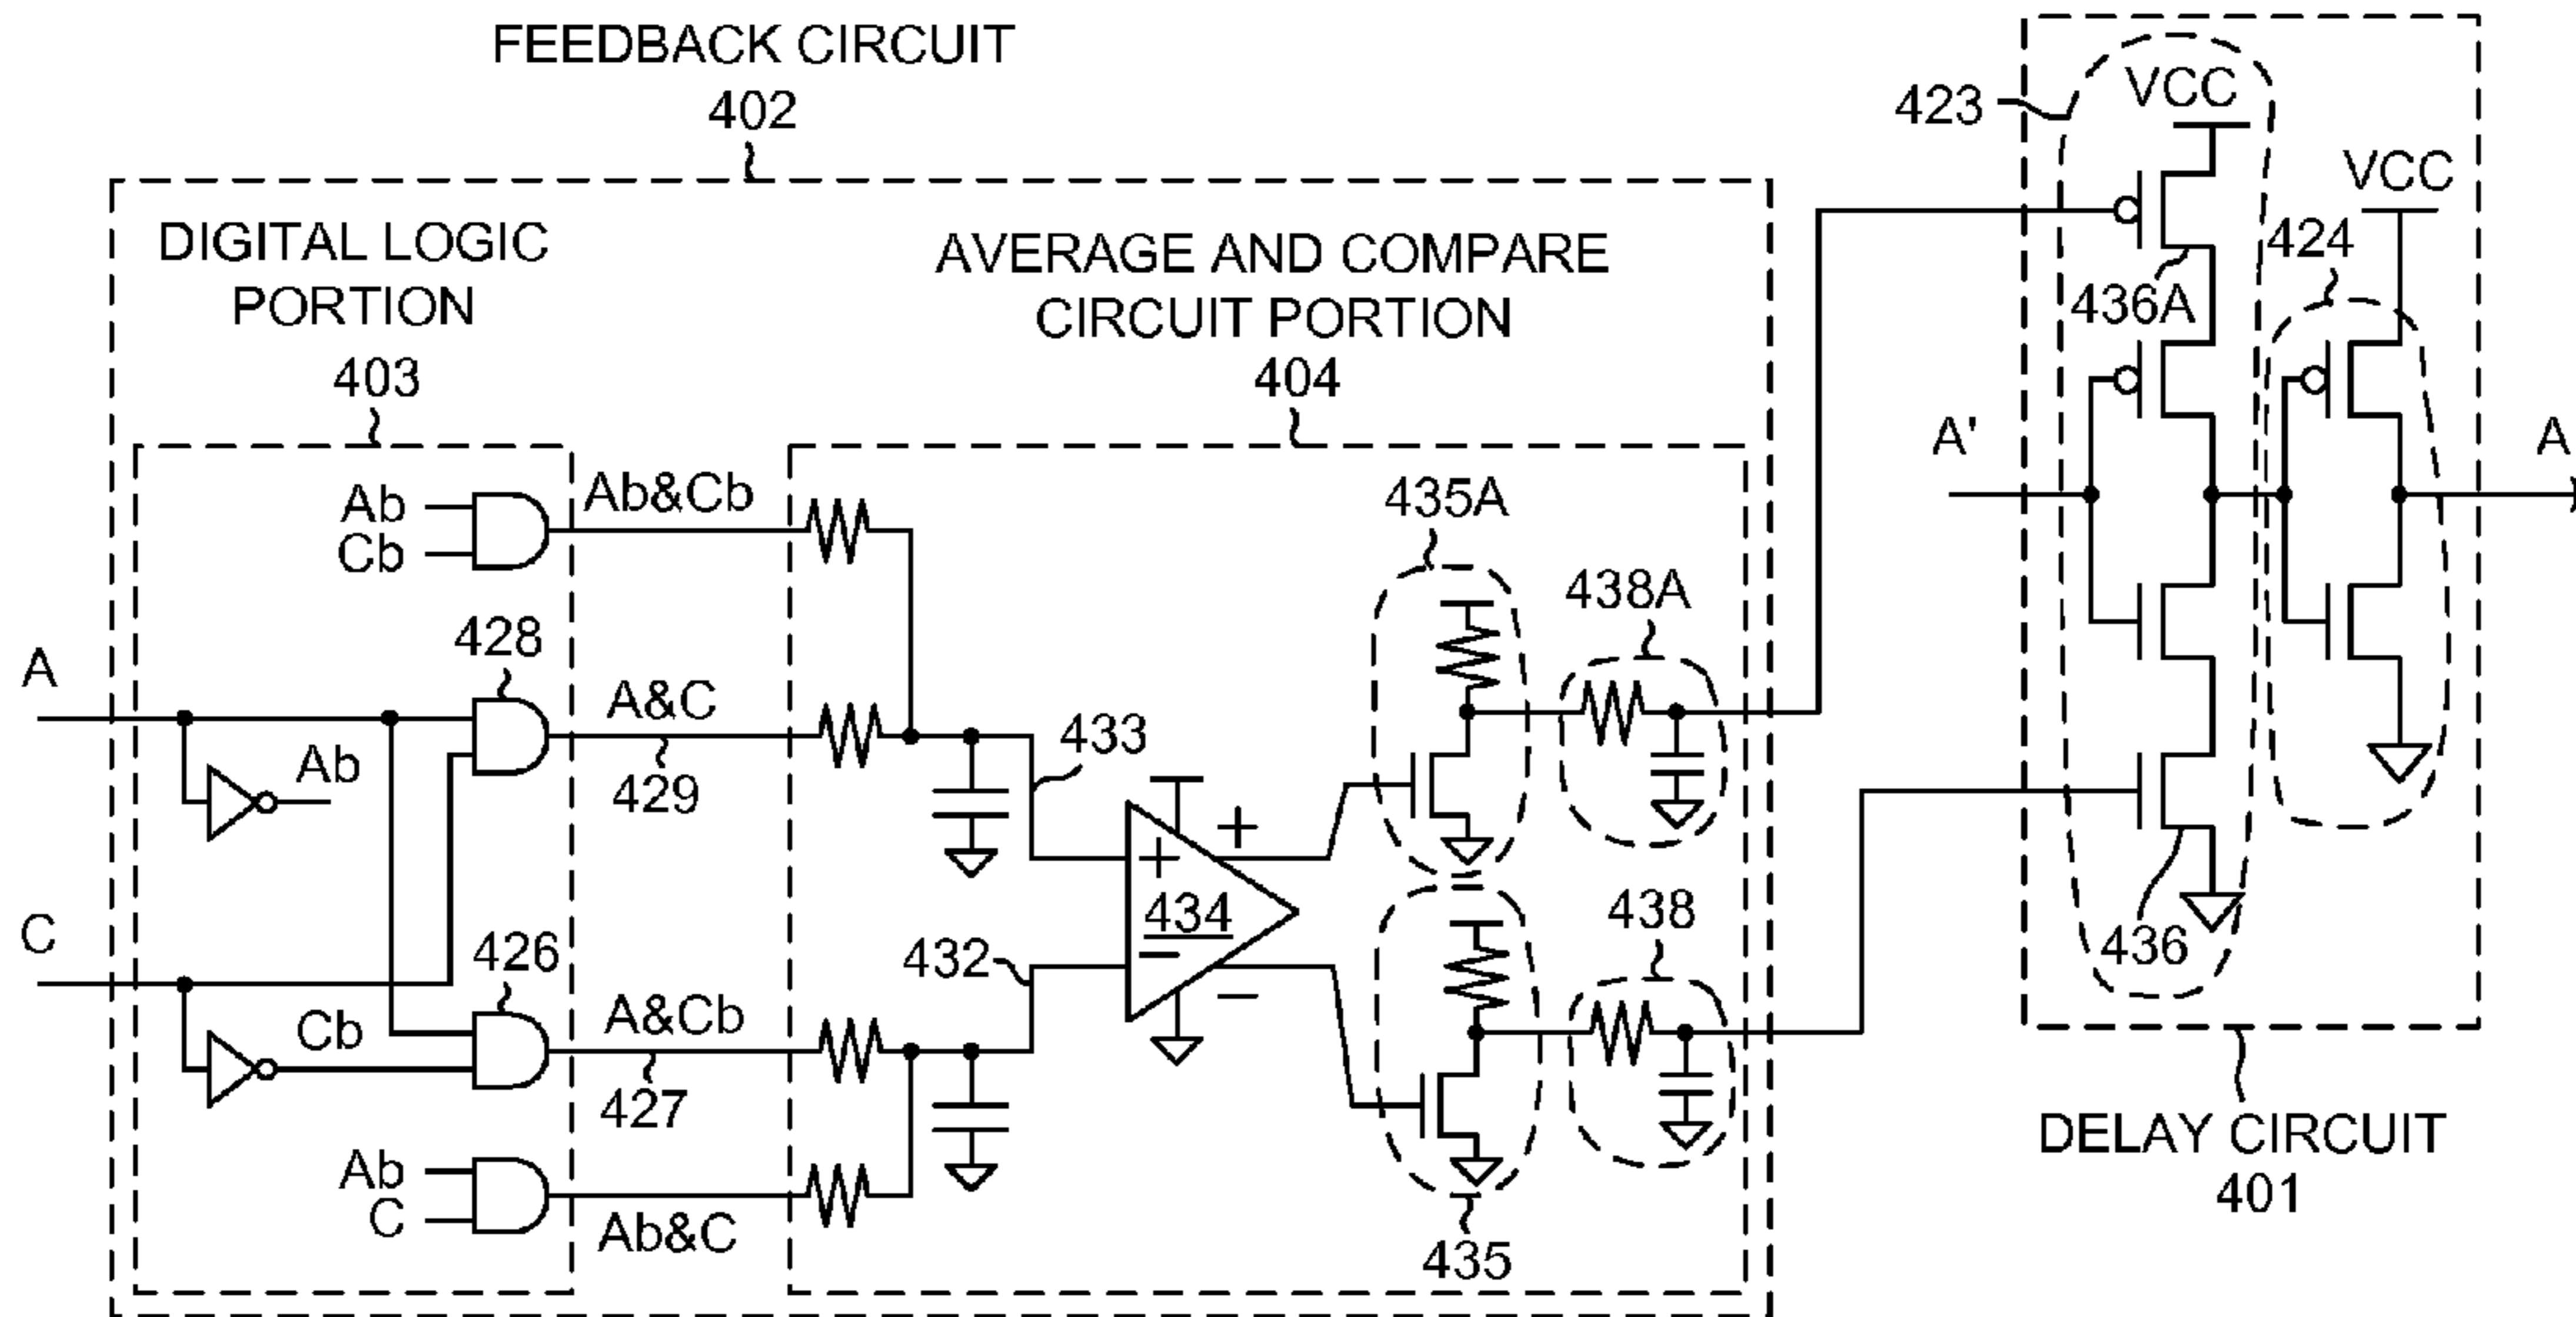 FEEDBACK CIRCUIT
402
DIGITAL LOGIC
PORTION
403
AVERAGE AND COMPARE
CIRCUIT PORTION
404
Ab
Cb
Ab&Cb
428
A
A&C
429
Ab
C
426
Cb
A&Cb
427
Ab
C
Ab&C
433
432
+
434
−
+
−
435A
438A
438
435
423
VCC
436A
VCC
424
A'
A
436
DELAY CIRCUIT
401